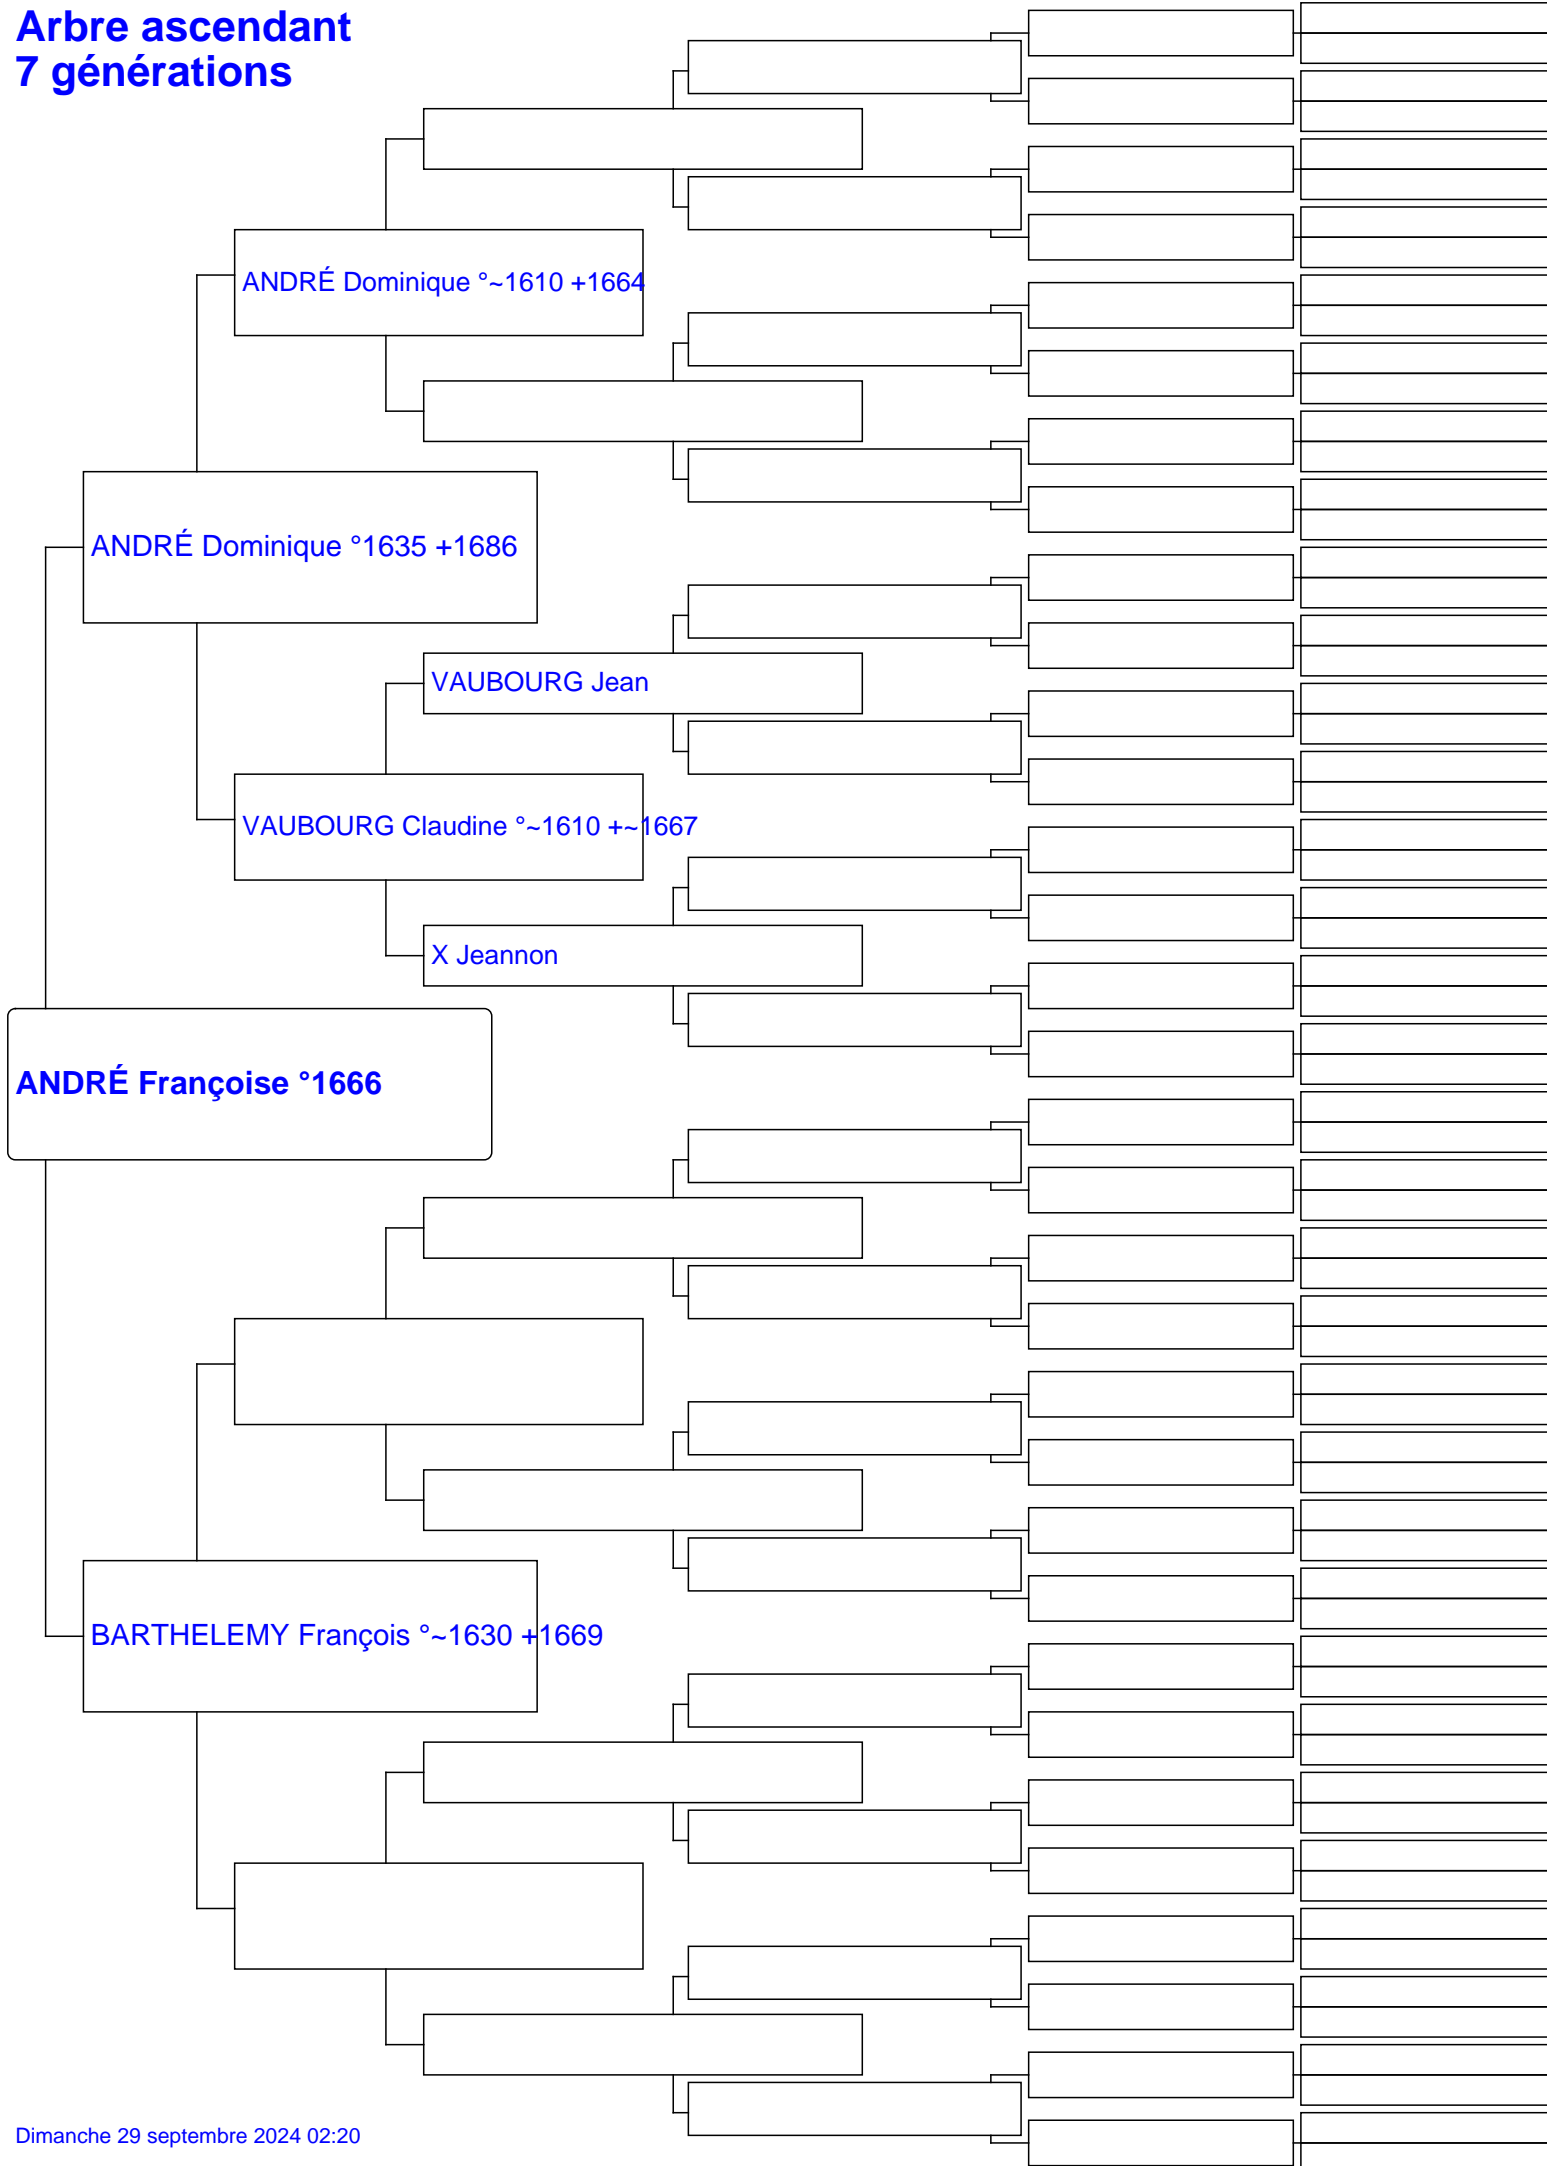 Arbre ascendant
7 générations
ANDRÉ Dominique °~1610 +1664
ANDRÉ Dominique °1635 +1686
VAUBOURG Jean
VAUBOURG Claudine °~1610 +~1667
X Jeannon
ANDRÉ Françoise °1666
BARTHELEMY François °~1630 +1669
Dimanche 29 septembre 2024 02:20